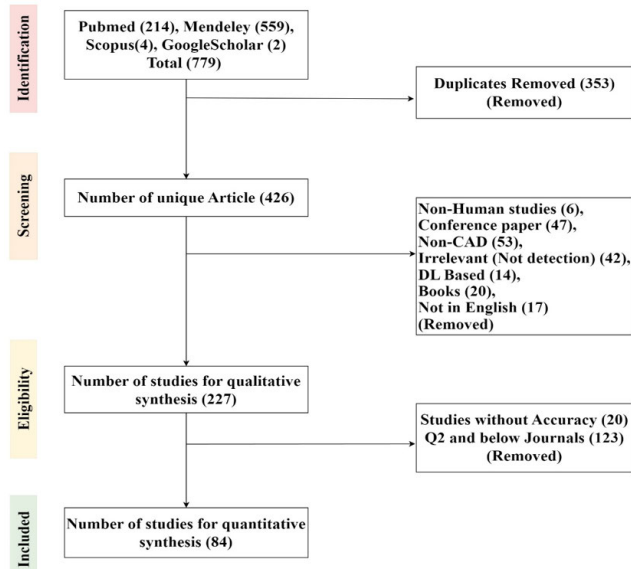 Identification
Pubmed (214), Mendeley (559),
Scopus(4), GoogleScholar (2)
Total (779)
Duplicates Removed (353)
(Removed)
Screening
Number of unique Article (426)
Non-Human studies (6),
Conference paper (47),
Non-CAD (53),
Irrelevant (Not detection) (42),
DL Based (14),
Books (20),
Not in English (17)
(Removed)
Eligibility
Number of studies for qualitative
synthesis (227)
Studies without Accuracy (20)
Q2 and below Journals (123)
(Removed)
Included
Number of studies for quantitative
synthesis (84)